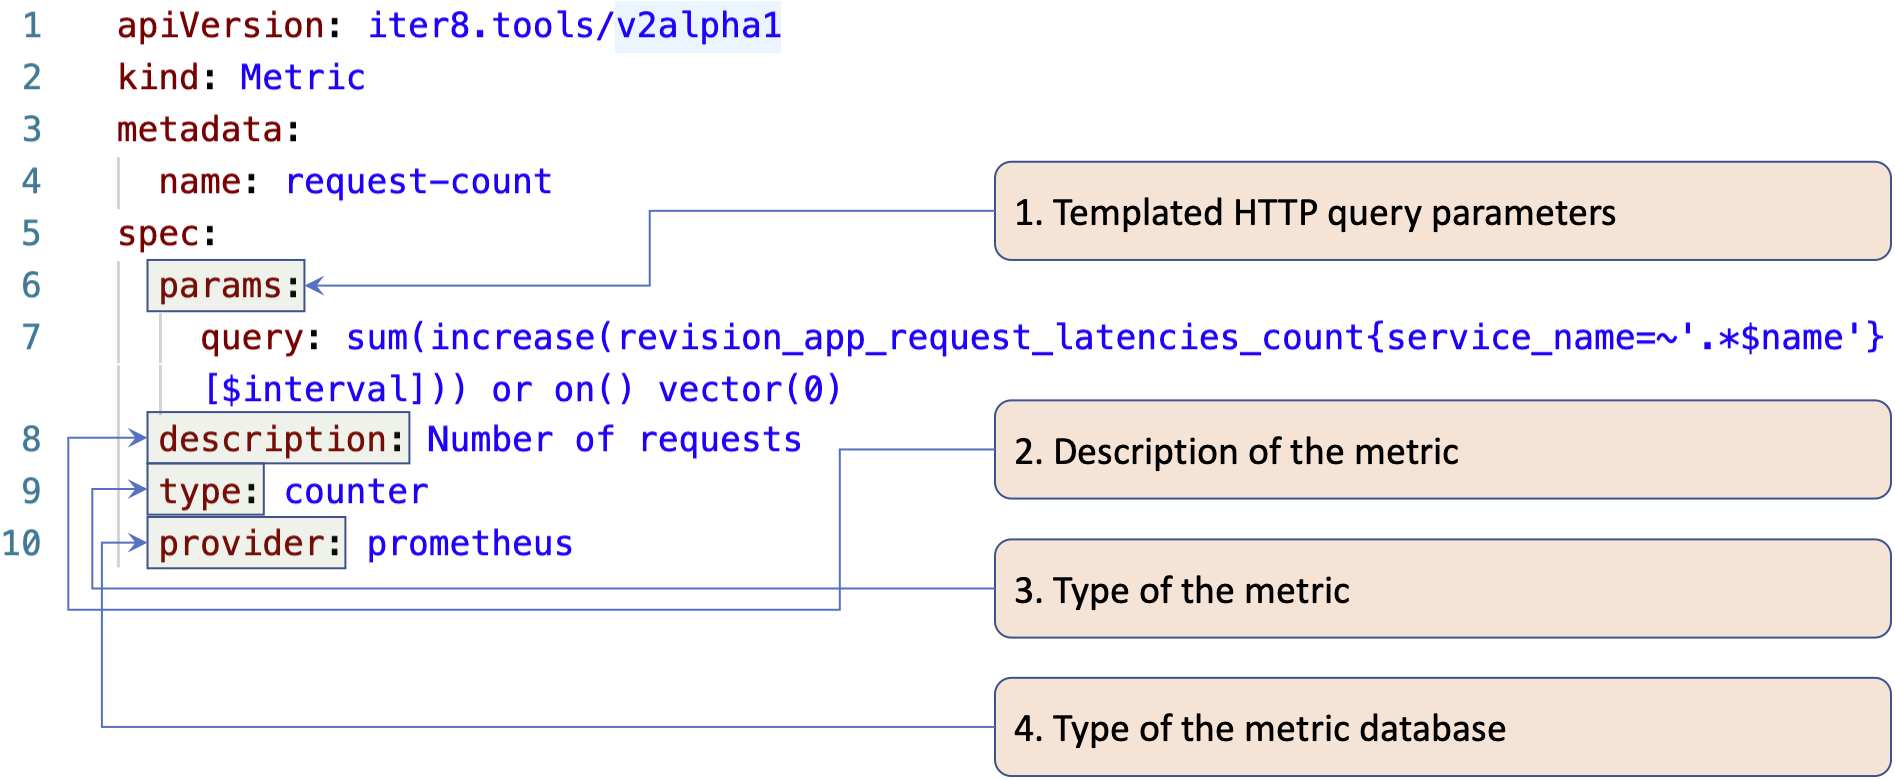 1 apiVersion: iter8.tools/v2alpha1
2 kind: Metric
3 metadata:
4 name: request-count
5 spec:
6 params:
7 query: sum(increase(revision_app_request_latencies_count{service_name=~'.*$name'}
[$interval])) or on() vector(0)
8 description: Number of requests
9 type: counter
10 provider: prometheus
1. Templated HTTP query parameters
2. Description of the metric
3. Type of the metric
4. Type of the metric database